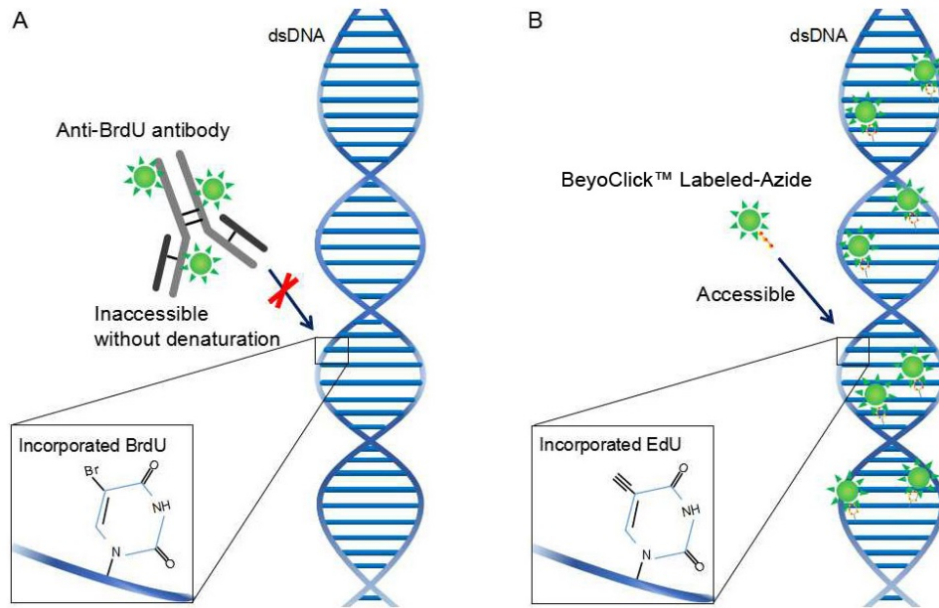 A
dsDNA
Anti-BrdU antibody
Inaccessible
without denaturation
Incorporated BrdU
Br
O
NH
N
O
B
dsDNA
BeyoClick™ Labeled-Azide
Accessible
Incorporated EdU
O
NH
N
O